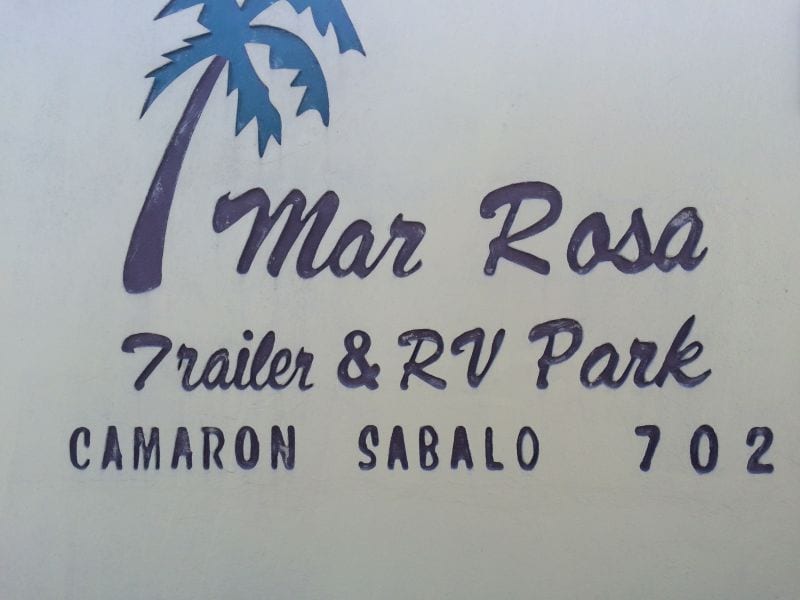 Mar Rosa
Trailer & RV Park
CAMARON SABALO 702